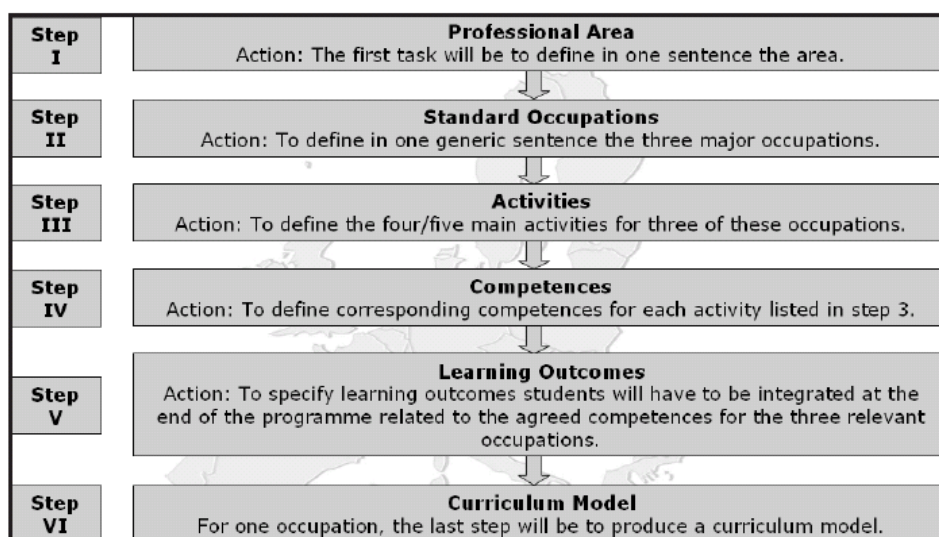 Step
I
Professional Area
Action: The first task will be to define in one sentence the area.
Step
II
Standard Occupations
Action: To define in one generic sentence the three major occupations.
Step
III
Activities
Action: To define the four/five main activities for three of these occupations.
Step
IV
Competences
Action: To define corresponding competences for each activity listed in step 3.
Step
V
Learning Outcomes
Action: To specify learning outcomes students will have to be integrated at the
end of the programme related to the agreed competences for the three relevant
occupations.
Step
VI
Curriculum Model
For one occupation, the last step will be to produce a curriculum model.